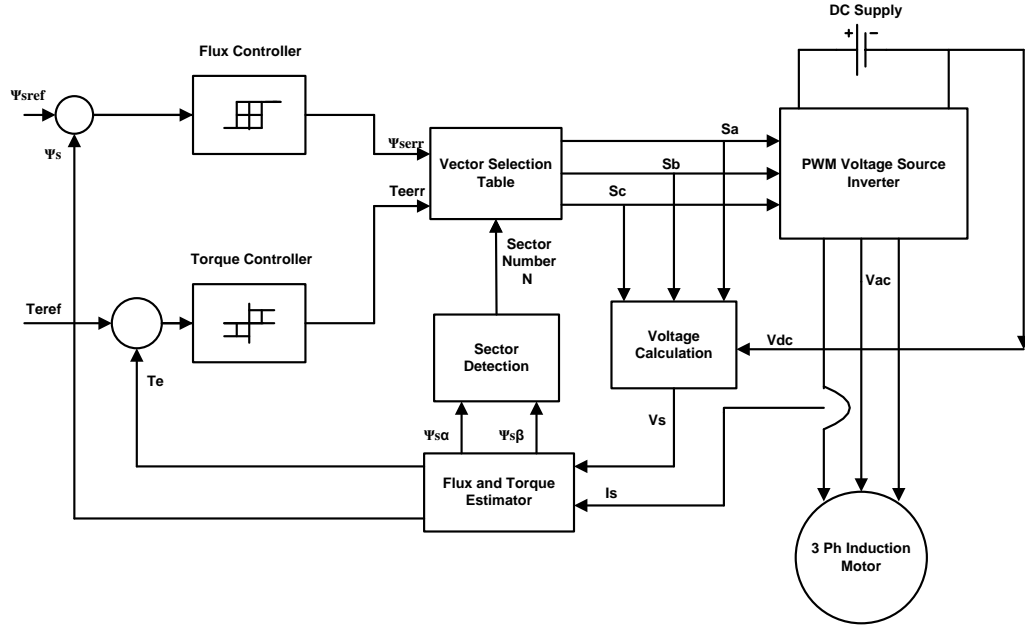 DC Supply
+ −
Flux Controller
Ψsref
Ψs
Ψserr
Teerr
Vector Selection
Table
Sa
Sb
Sc
PWM Voltage Source
Inverter
Sector
Number
N
Torque Controller
Teref
Te
Sector
Detection
Voltage
Calculation
Vac
Vdc
Ψsα
Ψsβ
Vs
Flux and Torque
Estimator
Is
3 Ph Induction
Motor